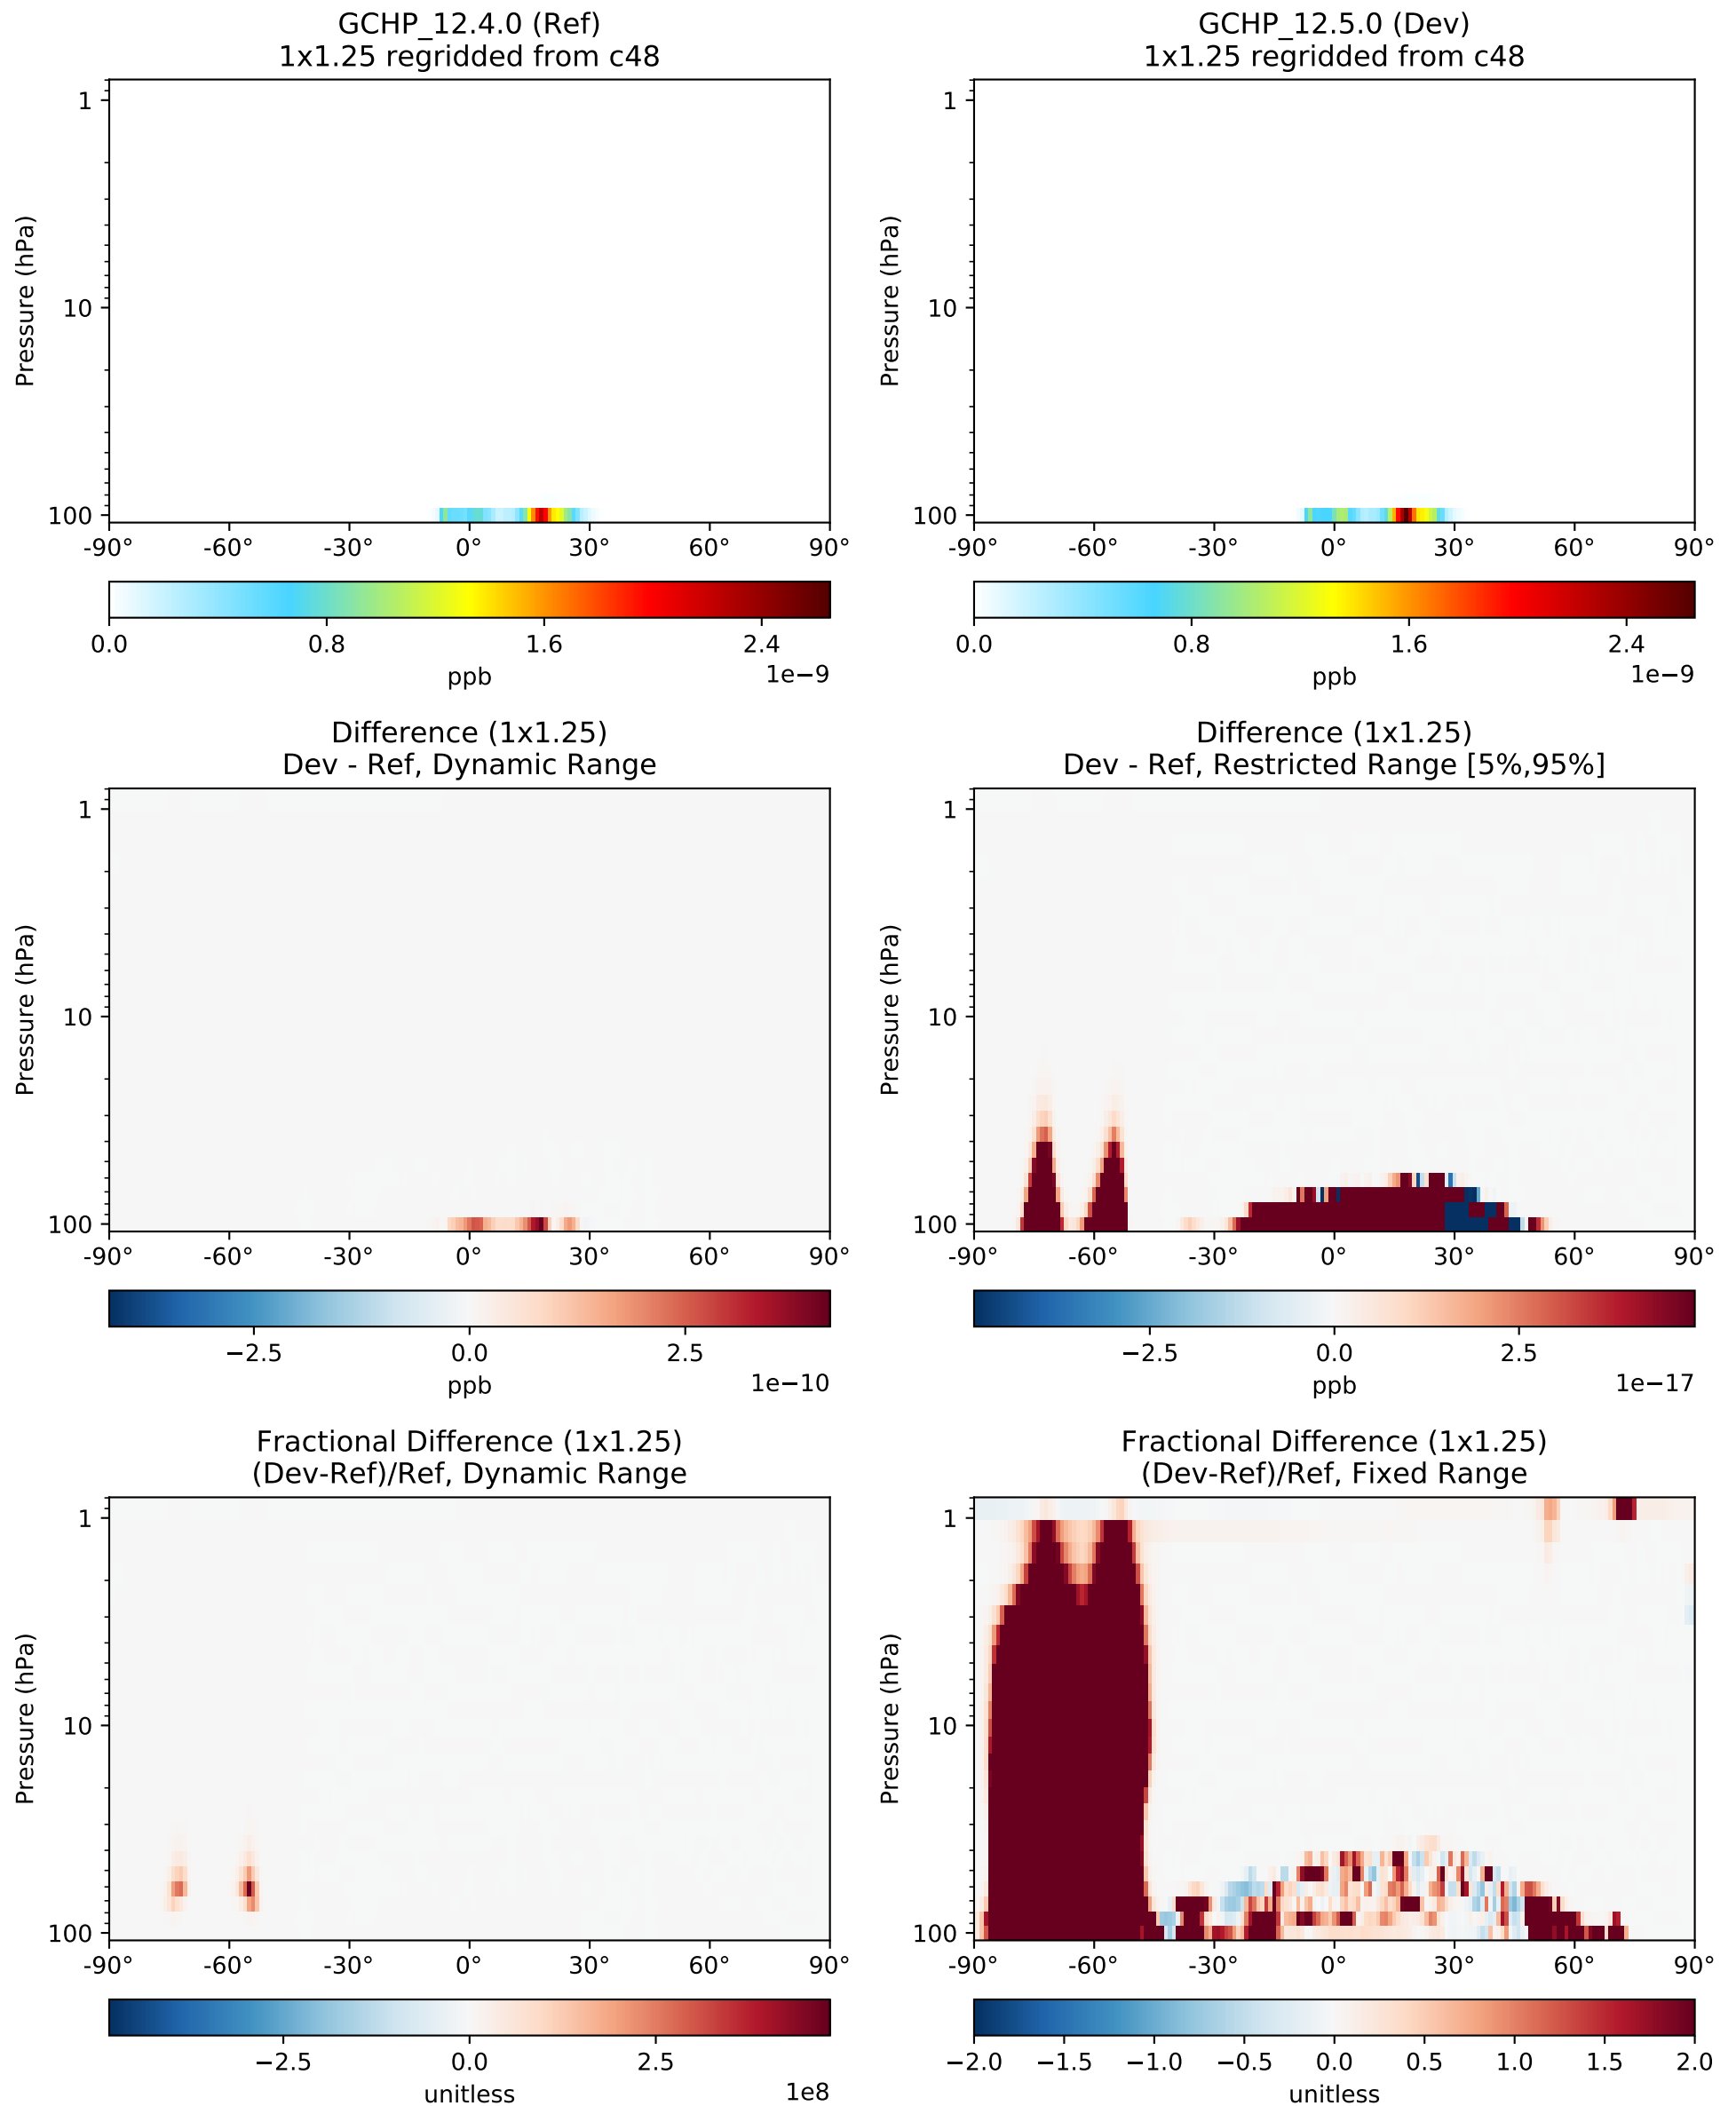 GCHP_12.4.0 (Ref)
1x1.25 regridded from c48
GCHP_12.5.0 (Dev)
1x1.25 regridded from c48
Pressure (hPa)
1
10
100
-90° -60° -30° 0° 30° 60° 90°
0.0 0.8 1.6 2.4
ppb
1e−9
Pressure (hPa)
1
10
100
-90° -60° -30° 0° 30° 60° 90°
0.0 0.8 1.6 2.4
ppb
1e−9
Difference (1x1.25)
Dev - Ref, Dynamic Range
Difference (1x1.25)
Dev - Ref, Restricted Range [5%,95%]
Pressure (hPa)
1
10
100
-90° -60° -30° 0° 30° 60° 90°
−2.5 0.0 2.5
ppb
1e−10
Pressure (hPa)
1
10
100
-90° -60° -30° 0° 30° 60° 90°
−2.5 0.0 2.5
ppb
1e−17
Fractional Difference (1x1.25)
(Dev-Ref)/Ref, Dynamic Range
Fractional Difference (1x1.25)
(Dev-Ref)/Ref, Fixed Range
Pressure (hPa)
1
10
100
-90° -60° -30° 0° 30° 60° 90°
−2.5 0.0 2.5
unitless
1e8
Pressure (hPa)
1
10
100
-90° -60° -30° 0° 30° 60° 90°
−2.0 −1.5 −1.0 −0.5 0.0 0.5 1.0 1.5 2.0
unitless